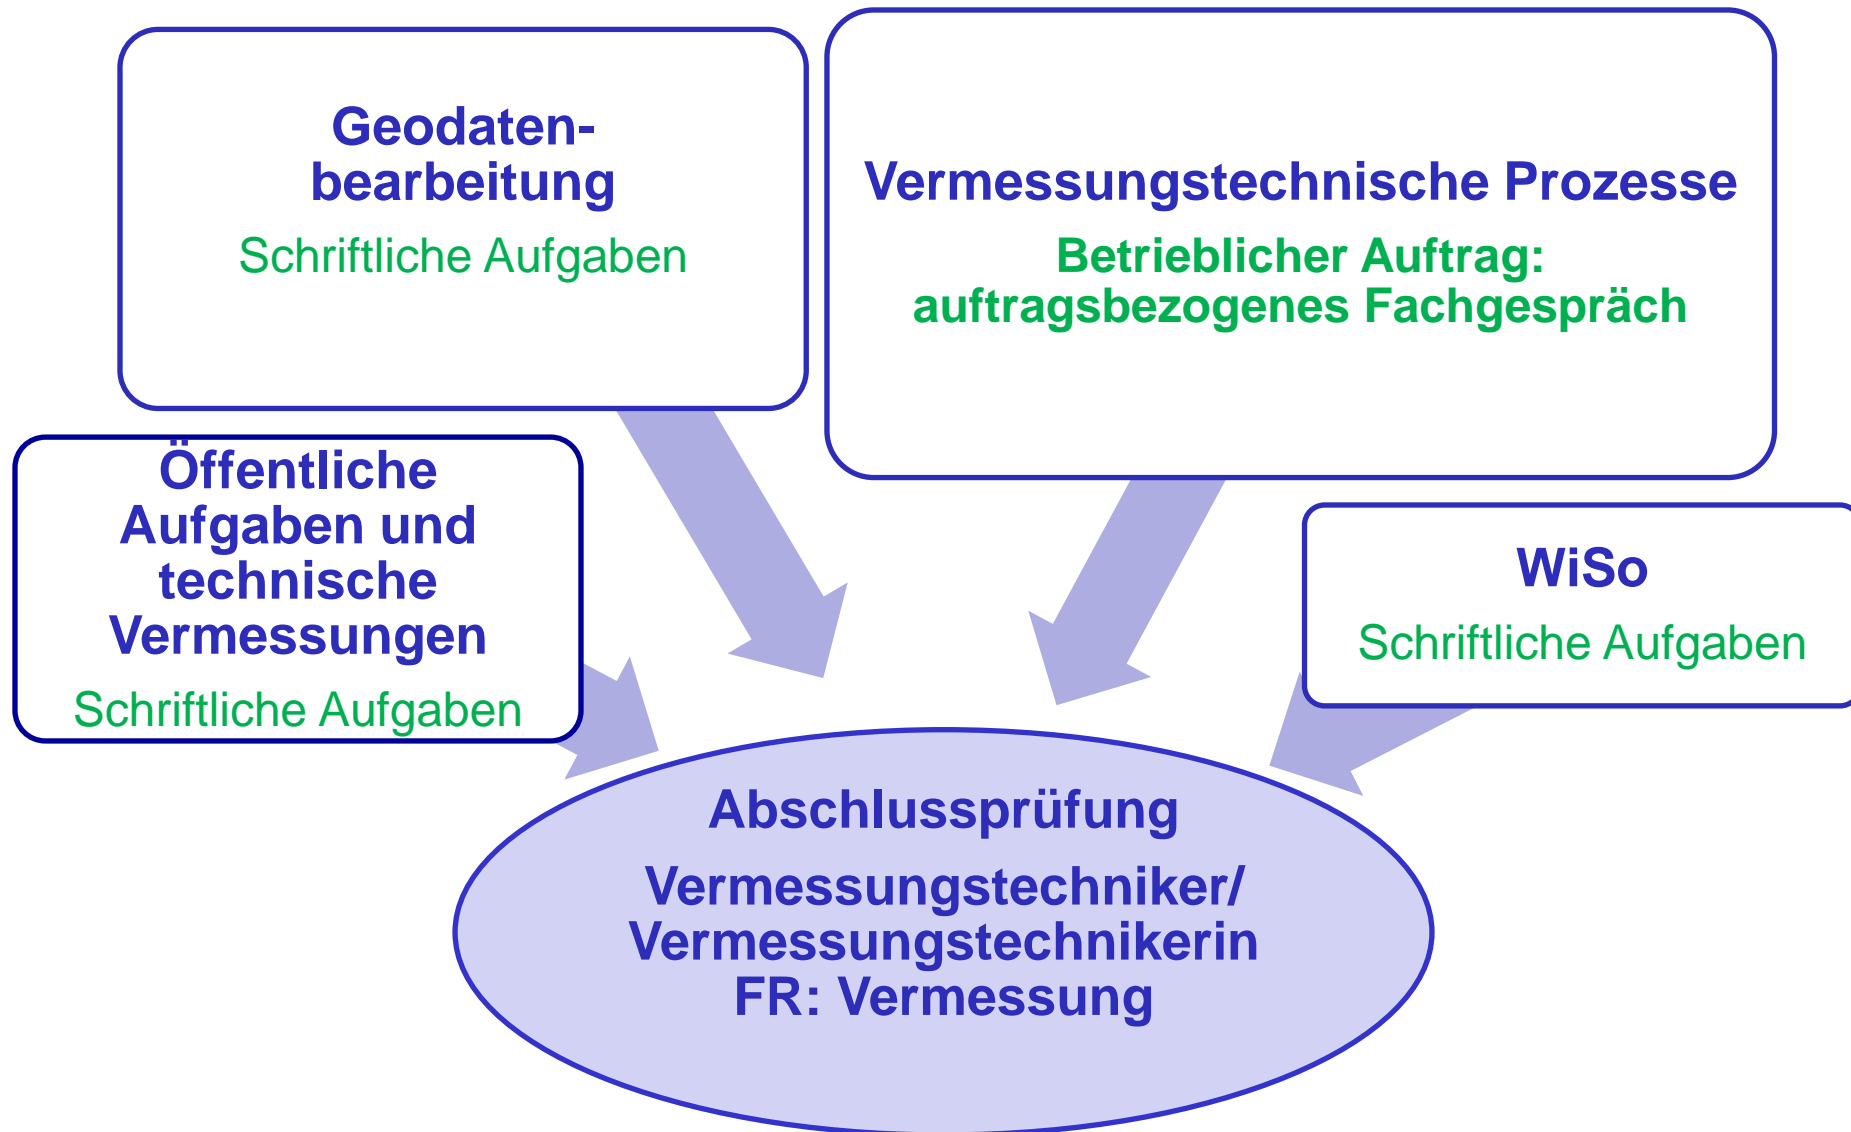 Geodaten-
bearbeitung
Schriftliche Aufgaben
Vermessungstechnische Prozesse
Betrieblicher Auftrag:
auftragsbezogenes Fachgespräch
Öffentliche
Aufgaben und
technische
Vermessungen
Schriftliche Aufgaben
WiSo
Schriftliche Aufgaben
Abschlussprüfung
Vermessungstechniker/
Vermessungstechnikerin
FR: Vermessung